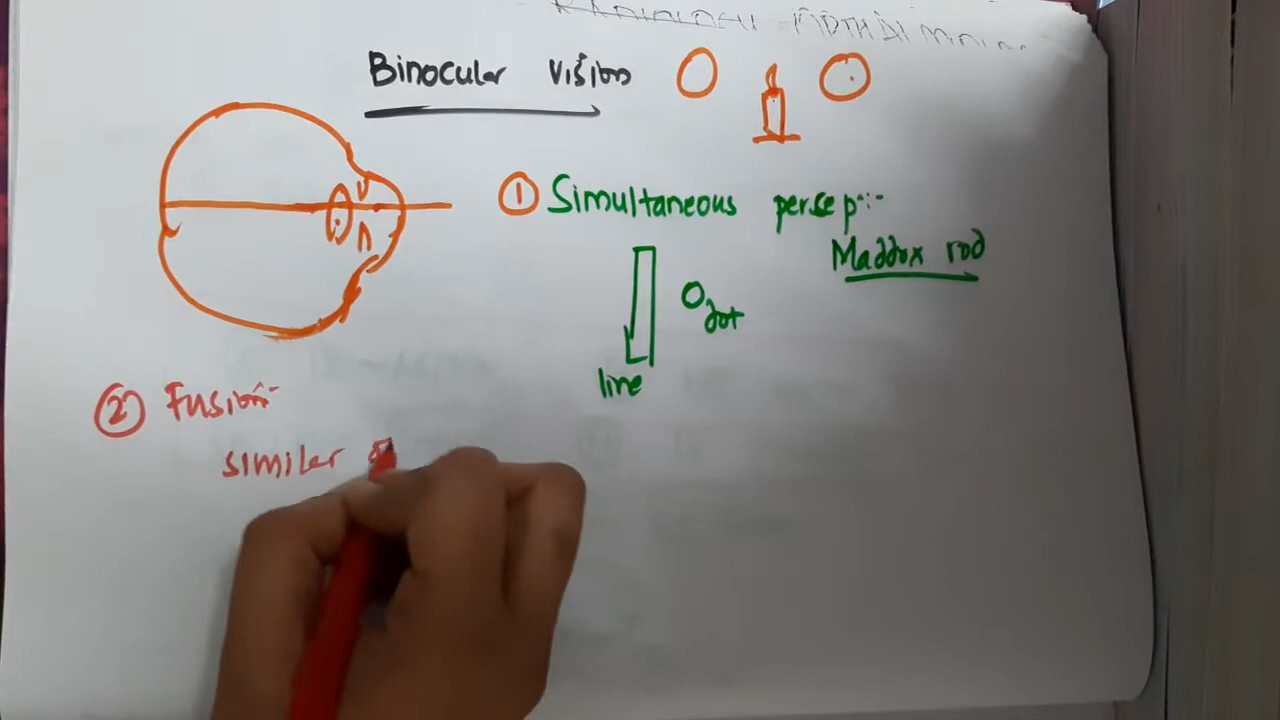 Binocular vision
① Simultaneous persep
Maddox rod
dot
line
② Fusion
similar